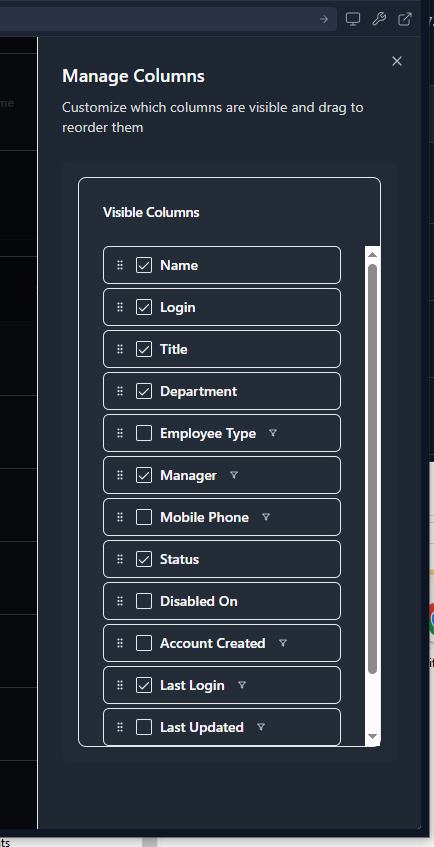 me
Manage Columns
Customize which columns are visible and drag to
reorder them
Visible Columns
Name
Login
Title
Department
Employee Type
Manager
Mobile Phone
Status
Disabled On
Account Created
Last Login
Last Updated